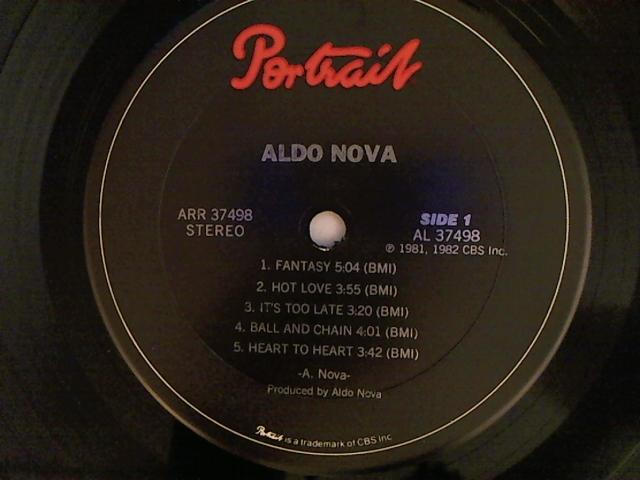 Portrait
ALDO NOVA
ARR 37498
STEREO
SIDE 1
AL 37498
℗ 1981, 1982 CBS Inc.
1. FANTASY 5:04 (BMI)
2. HOT LOVE 3:55 (BMI)
3. IT'S TOO LATE 3:20 (BMI)
4. BALL AND CHAIN 4:01 (BMI)
5. HEART TO HEART 3:42 (BMI)
-A. Nova-
Produced by Aldo Nova
Portrait is a trademark of CBS Inc